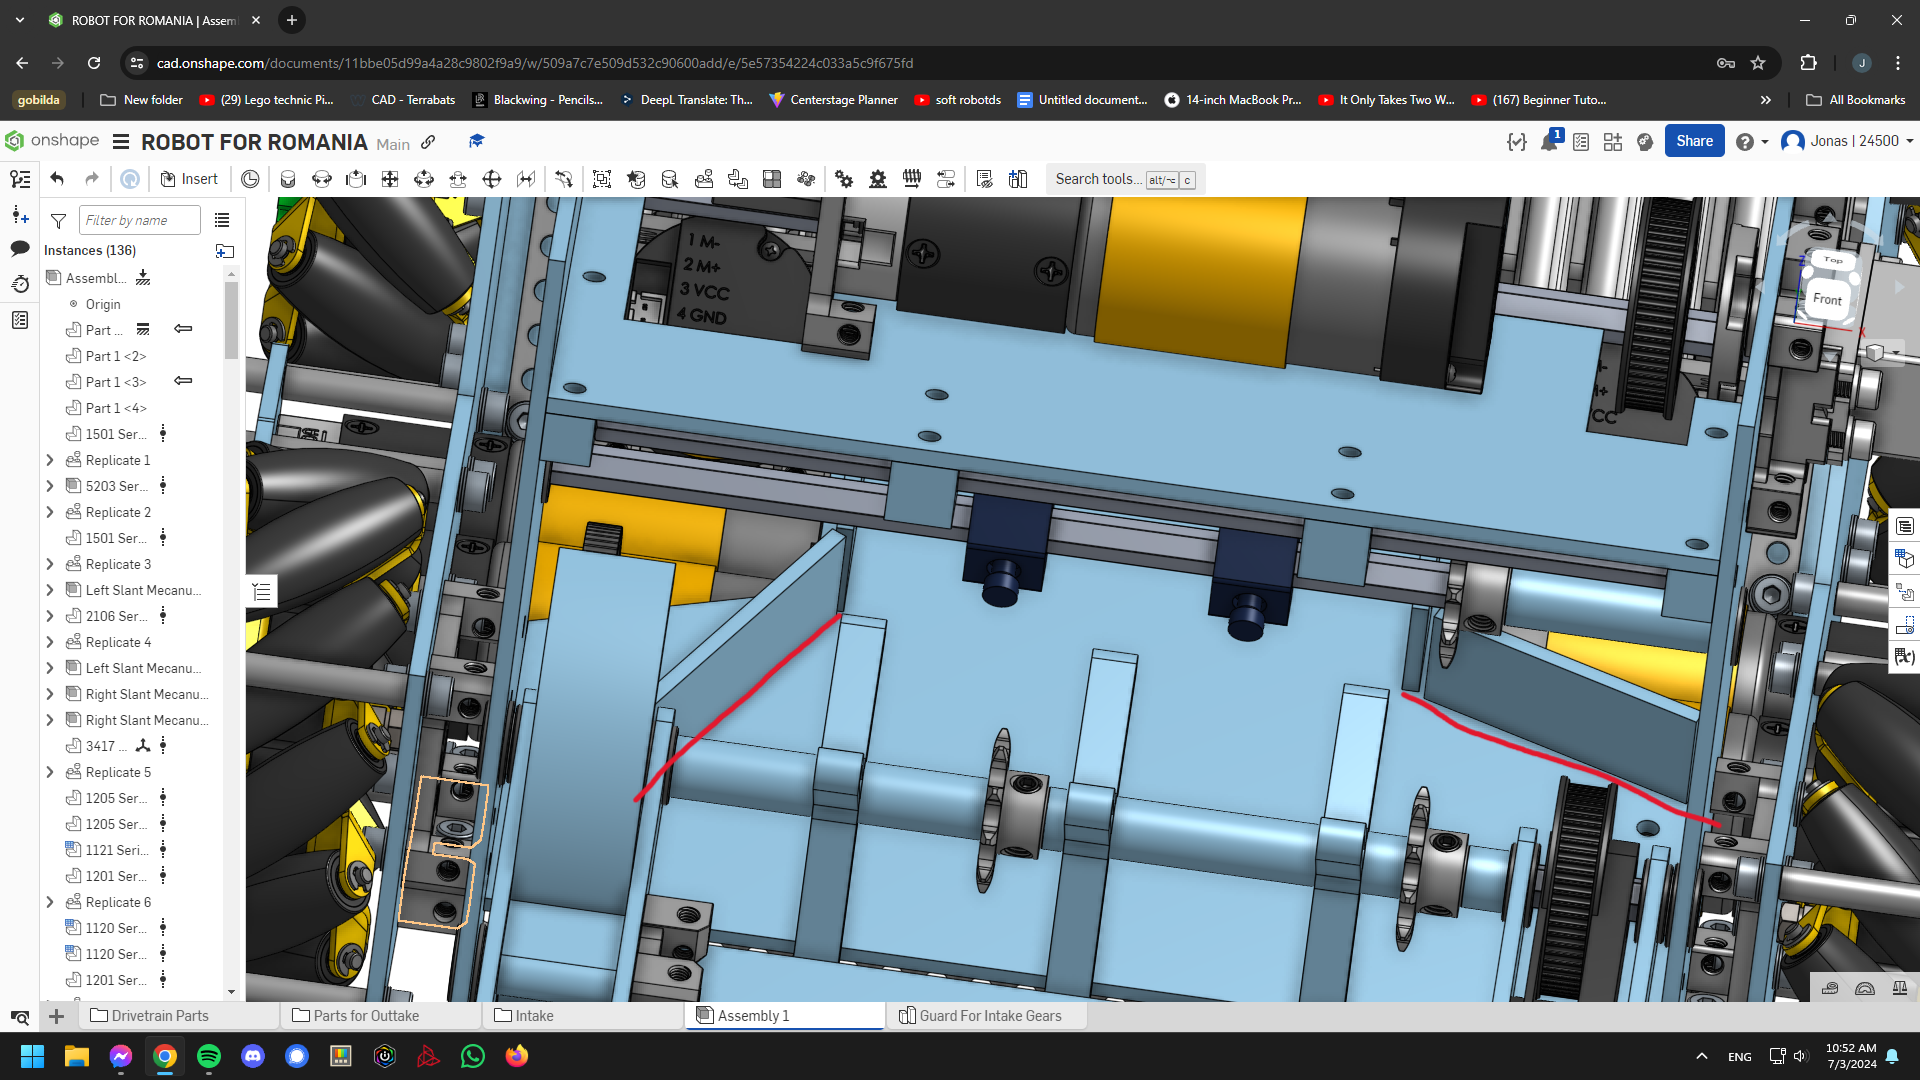 ROBOT FOR ROMANIA | Assem
cad.onshape.com/documents/11bbe05d99a4a28c9802f9a9/w/509a7c7e509d532c90600add/e/5e57354224c033a5c9f675fd
J
gobilda
New folder
(29) Lego technic Pi...
CAD - Terrabats
Blackwing - Pencils...
DeepL Translate: Th...
Centerstage Planner
soft robotds
Untitled document...
14-inch MacBook Pr...
It Only Takes Two W...
(167) Beginner Tuto...
All Bookmarks
onshape
ROBOT FOR ROMANIA
Main
1
Share
Jonas | 24500
Insert
Search tools...
alt/⌥
c
Filter by name
Instances (136)
Assembl...
Origin
Part ...
Part 1 <2>
Part 1 <3>
Part 1 <4>
1501 Ser...
Replicate 1
5203 Ser...
Replicate 2
1501 Ser...
Replicate 3
Left Slant Mecanu...
2106 Ser...
Replicate 4
Left Slant Mecanu...
Right Slant Mecanu...
Right Slant Mecanu...
3417 ...
Replicate 5
1205 Ser...
1205 Ser...
1121 Seri...
1201 Ser...
Replicate 6
1120 Ser...
1120 Ser...
1201 Ser...
1 M-
2 M+
3 VCC
4 GND
Top
Front
Z
X
Drivetrain Parts
Parts for Outtake
Intake
Assembly 1
Guard For Intake Gears
ENG
10:52 AM
7/3/2024